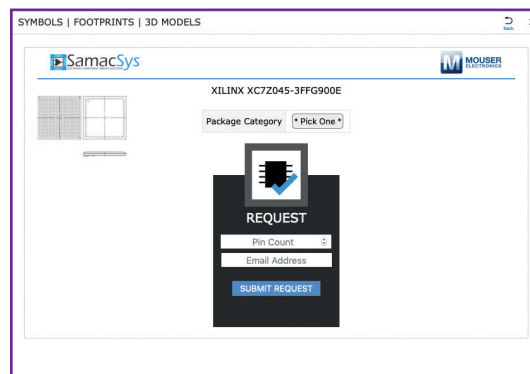 SYMBOLS | FOOTPRINTS | 3D MODELS
Back
SamacSys
M MOUSER
ELECTRONICS
XILINX XC7Z045-3FFG900E
Package Category * Pick One *
REQUEST
Pin Count
Email Address
SUBMIT REQUEST